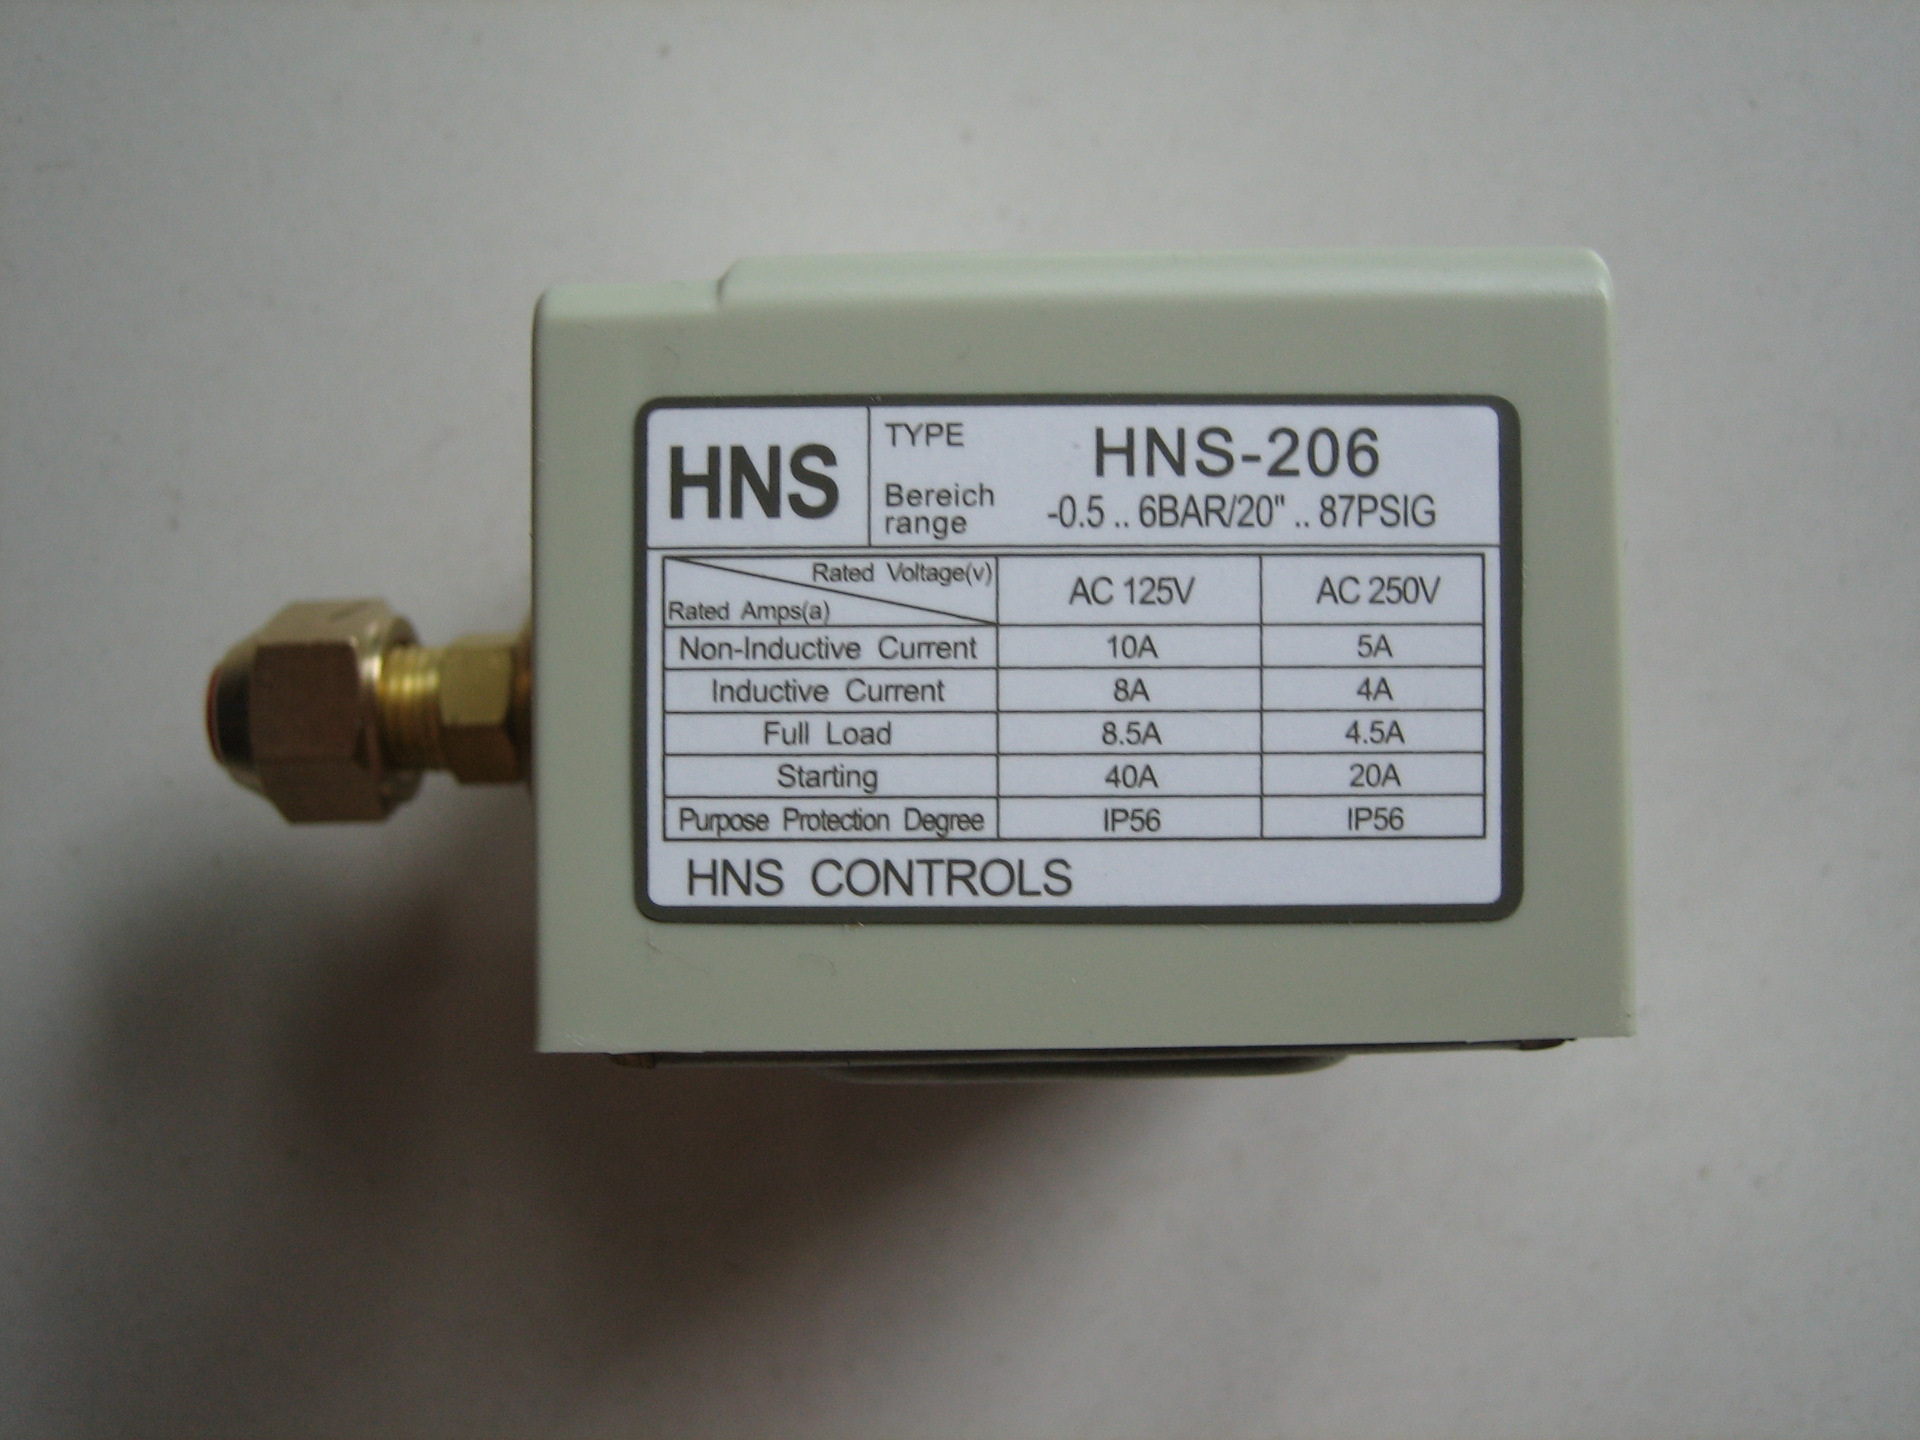 HNS
TYPE HNS-206
Bereich
range -0.5 .. 6BAR/20" .. 87PSIG
Rated Voltage(v) AC 125V AC 250V
Rated Amps(a)
Non-Inductive Current 10A 5A
Inductive Current 8A 4A
Full Load 8.5A 4.5A
Starting 40A 20A
Purpose Protection Degree IP56 IP56
HNS CONTROLS